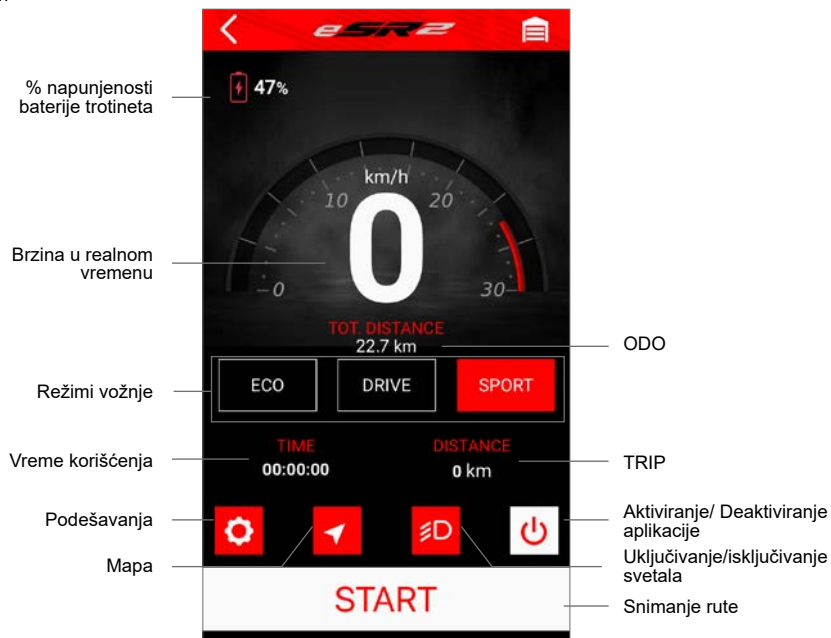 eSR2
% napunjenosti
baterije trotineta
47%
km/h
10
20
0
0
30
Brzina u realnom
vremenu
TOT. DISTANCE
22.7 km
ODO
Režimi vožnje
ECO
DRIVE
SPORT
TIME
DISTANCE
Vreme korišćenja
00:00:00
0 km
TRIP
Podešavanja
Aktiviranje/ Deaktiviranje
aplikacije
Mapa
Uključivanje/isključivanje
svetala
START
Snimanje rute